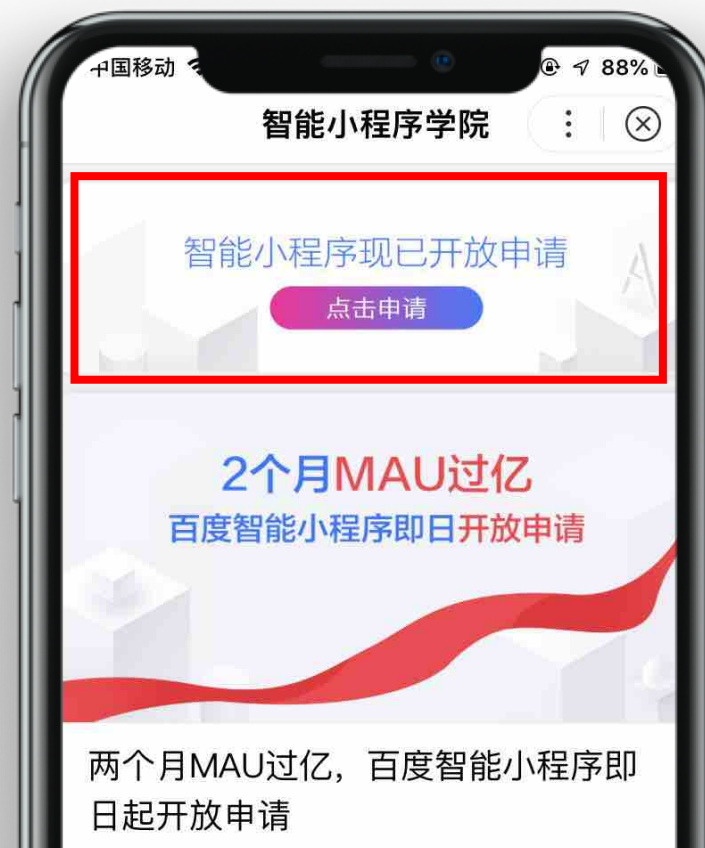 中国移动 88%
智能小程序学院
智能小程序现已开放申请
点击申请
2个月MAU过亿
百度智能小程序即日开放申请
两个月MAU过亿，百度智能小程序即
日起开放申请